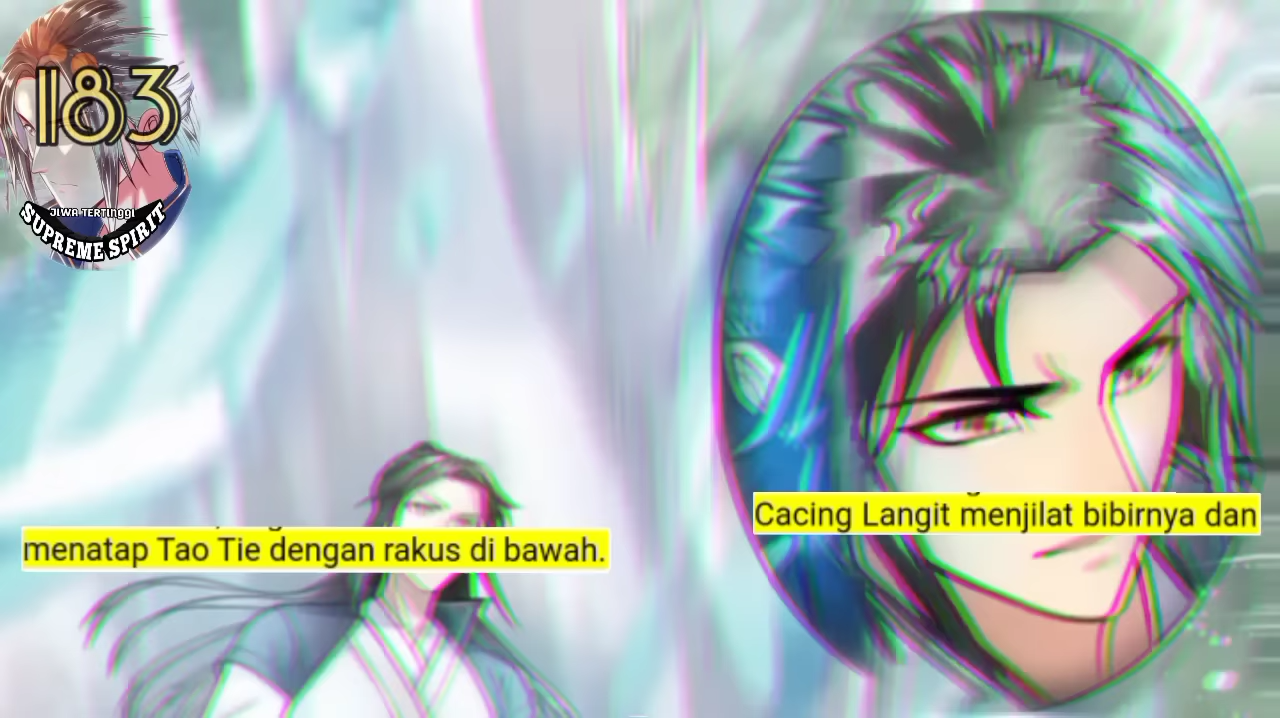 183
JIWA TERTINGGI
SUPREME SPIRIT
Cacing Langit menjilat bibirnya dan
menatap Tao Tie dengan rakus di bawah.